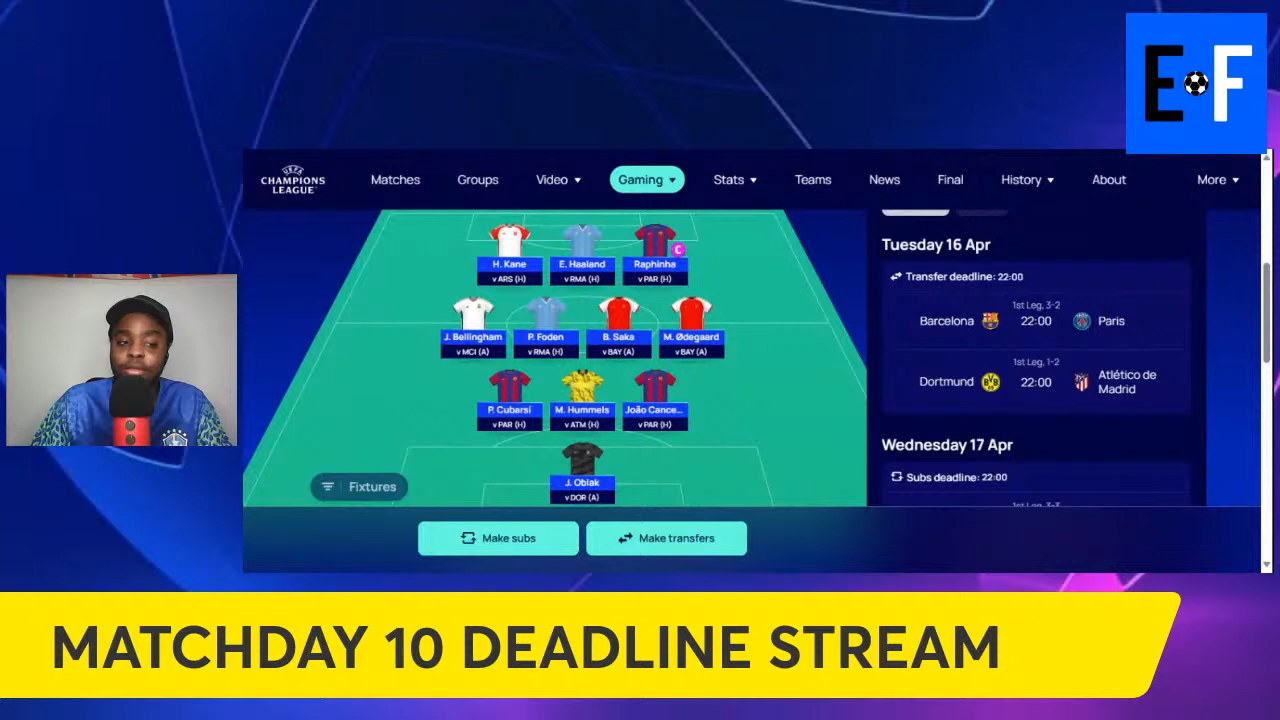 E F
UEFA
CHAMPIONS
LEAGUE
Matches Groups Video Gaming Stats Teams News Final History About More
C
H. Kane E. Haaland Raphinha
v ARS (H) v RMA (H) v PAR (H)
J. Bellingham P. Foden B. Saka M. Ødegaard
v MCI (A) v RMA (H) v BAY (A) v BAY (A)
P. Cubarsí M. Hummels João Cance...
v PAR (H) v ATM (H) v PAR (H)
J. Oblak
v DOR (A)
Fixtures
Make subs Make transfers
Tuesday 16 Apr
Transfer deadline: 22:00
1st Leg, 3-2
Barcelona 22:00 Paris
1st Leg, 1-2
Dortmund 22:00 Atlético de
Madrid
Wednesday 17 Apr
Subs deadline: 22:00
MATCHDAY 10 DEADLINE STREAM